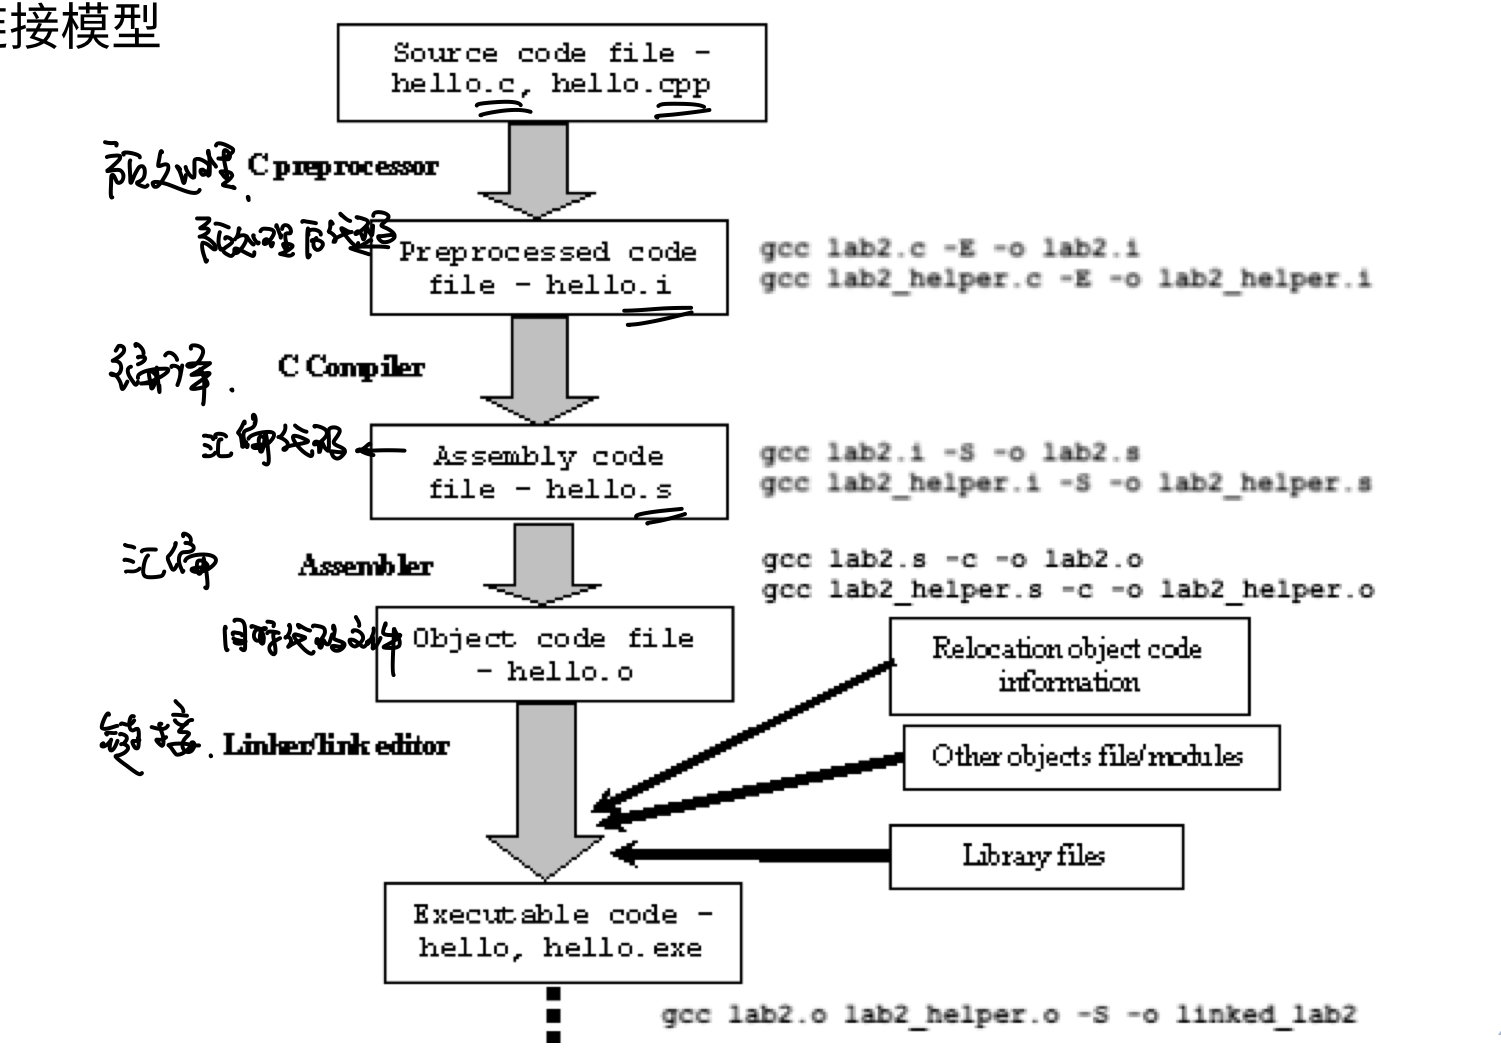 连接模型
Source code file -
hello.c, hello.cpp
预处理. C preprocessor
预处理后代码
Preprocessed code
file - hello.i
gcc lab2.c -E -o lab2.i
gcc lab2_helper.c -E -o lab2_helper.i
编译. C Compiler
汇编代码
Assembly code
file - hello.s
gcc lab2.i -S -o lab2.s
gcc lab2_helper.i -S -o lab2_helper.s
汇编 Assembler
gcc lab2.s -c -o lab2.o
gcc lab2_helper.s -c -o lab2_helper.o
目标代码文件
Object code file
- hello.o
Relocation object code
information
Other objects file/modules
链接. Linker/link editor
Library files
Executable code -
hello, hello.exe
gcc lab2.o lab2_helper.o -S -o linked_lab2